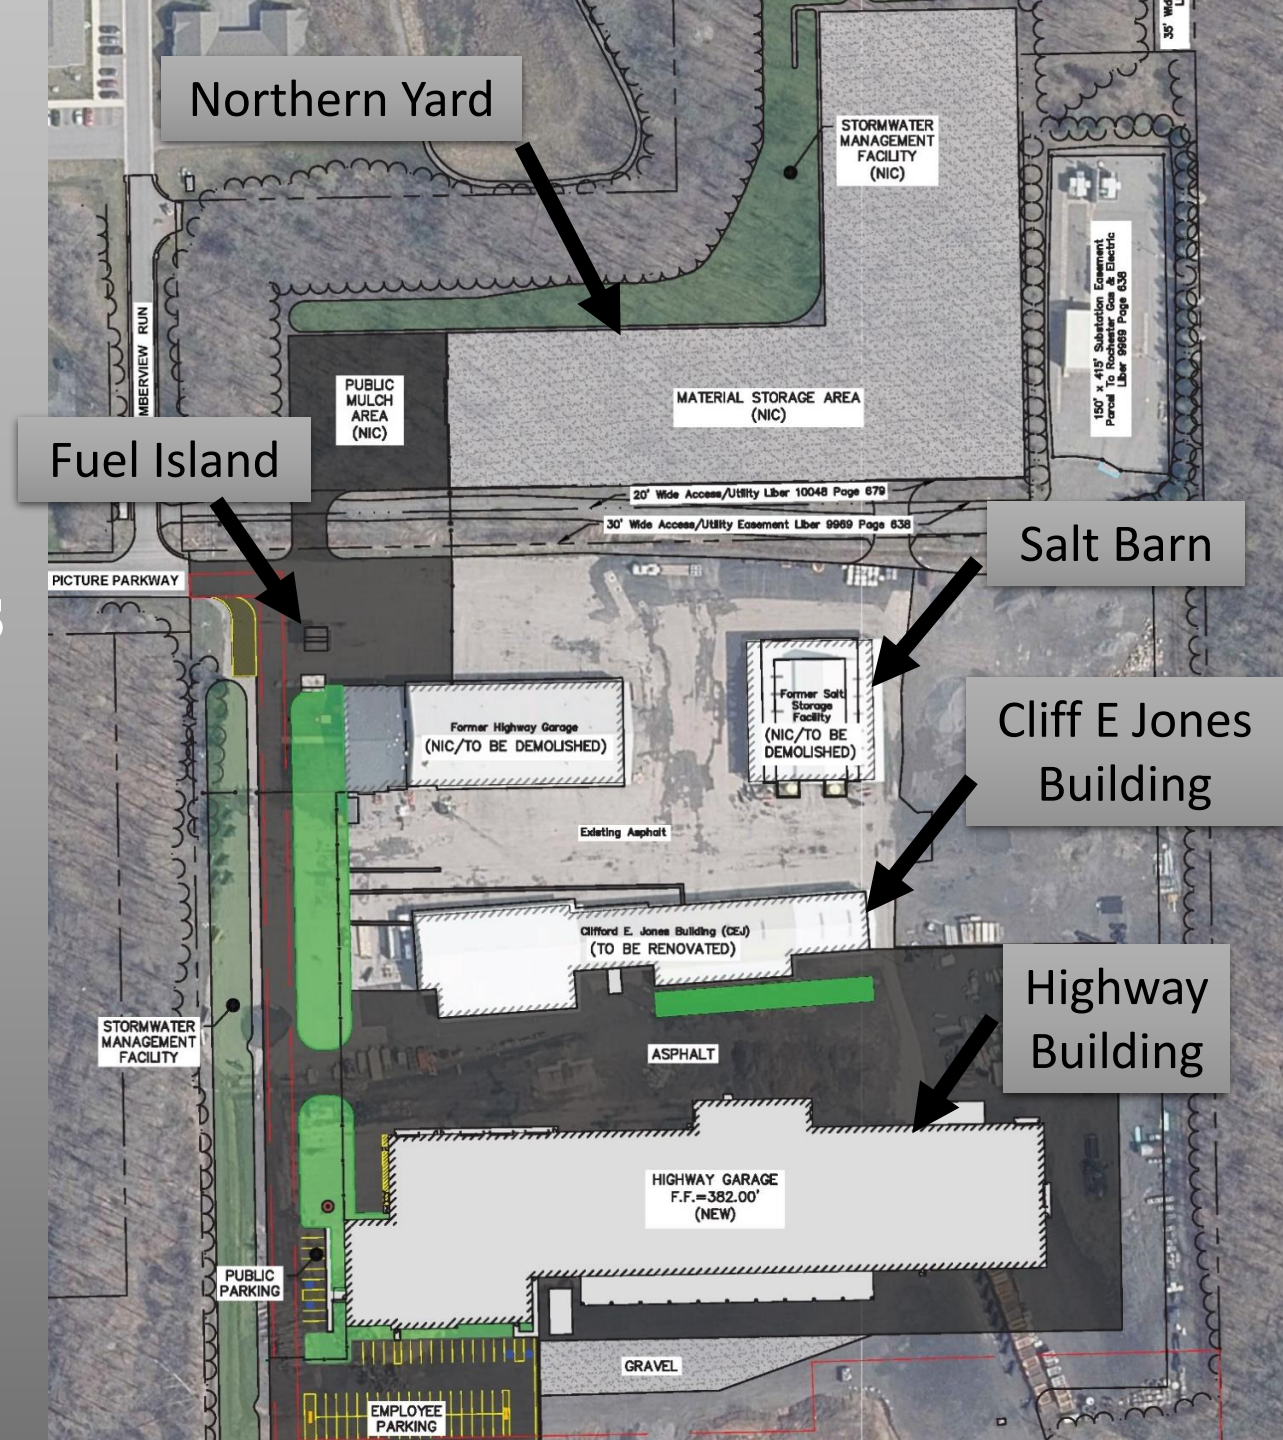 35' Wid
Northern Yard
STORMWATER
MANAGEMENT
FACILITY
(NIC)
150' x 415' Substation Easement
Parcel To Rochester Gas & Electric
Liber 9969 Page 638
MBERVIEW RUN
PUBLIC
MULCH
AREA
(NIC)
MATERIAL STORAGE AREA
(NIC)
Fuel Island
20' Wide Access/Utility Liber 10048 Page 679
30' Wide Access/Utility Easement Liber 9969 Page 638
Salt Barn
PICTURE PARKWAY
Former Salt
Storage
Facility
(NIC/TO BE
DEMOLISHED)
Former Highway Garage
(NIC/TO BE DEMOLISHED)
Cliff E Jones
Building
Existing Asphalt
Clifford E. Jones Building (CEJ)
(TO BE RENOVATED)
Highway
Building
STORMWATER
MANAGEMENT
FACILITY
ASPHALT
HIGHWAY GARAGE
F.F.=382.00'
(NEW)
PUBLIC
PARKING
GRAVEL
EMPLOYEE
PARKING